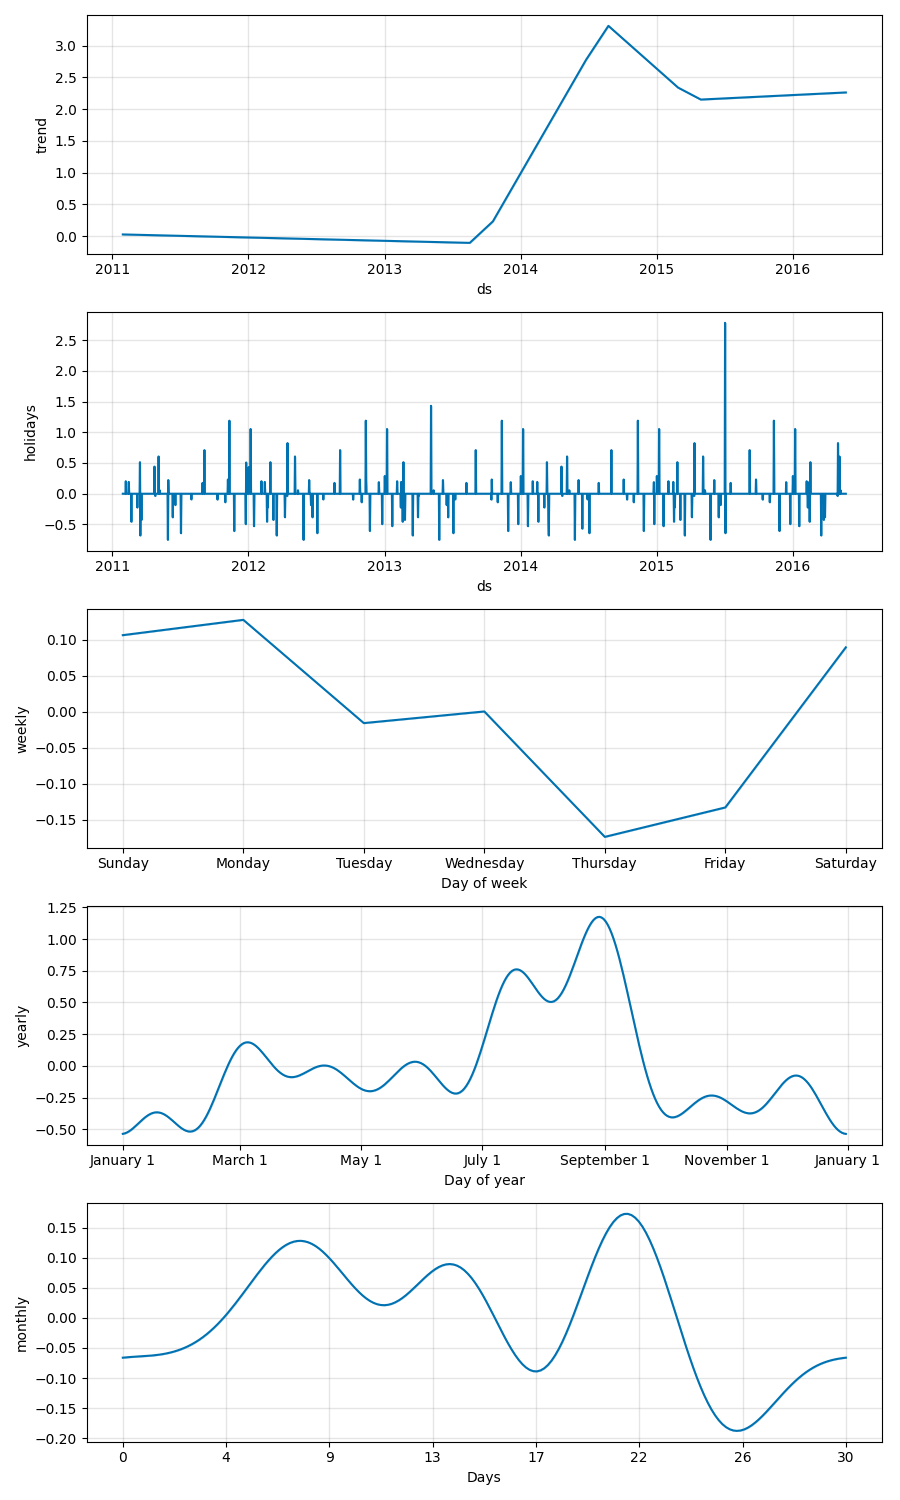 3.0
2.5
2.0
1.5
1.0
0.5
0.0
trend
2011 2012 2013 2014 2015 2016
ds
2.5
2.0
1.5
1.0
0.5
0.0
−0.5
holidays
2011 2012 2013 2014 2015 2016
ds
0.10
0.05
0.00
−0.05
−0.10
−0.15
weekly
Sunday Monday Tuesday Wednesday Thursday Friday Saturday
Day of week
1.25
1.00
0.75
0.50
0.25
0.00
−0.25
−0.50
yearly
January 1 March 1 May 1 July 1 September 1 November 1 January 1
Day of year
0.15
0.10
0.05
0.00
−0.05
−0.10
−0.15
−0.20
monthly
0 4 9 13 17 22 26 30
Days